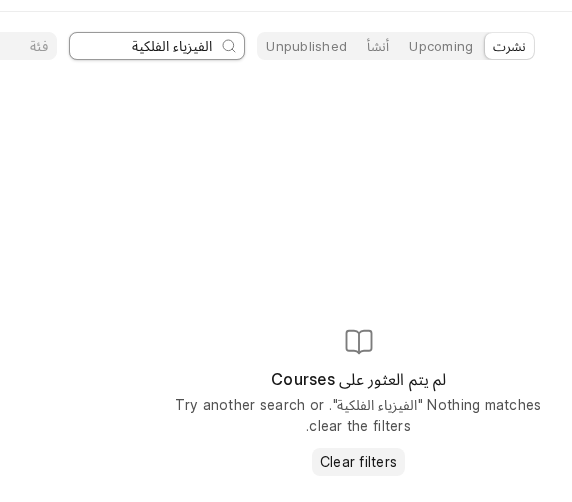 نشرت
Upcoming
أنشأ
Unpublished
الفيزياء الفلكية
فئة
لم يتم العثور على Courses
Nothing matches "الفيزياء الفلكية". Try another search or
clear the filters.
Clear filters